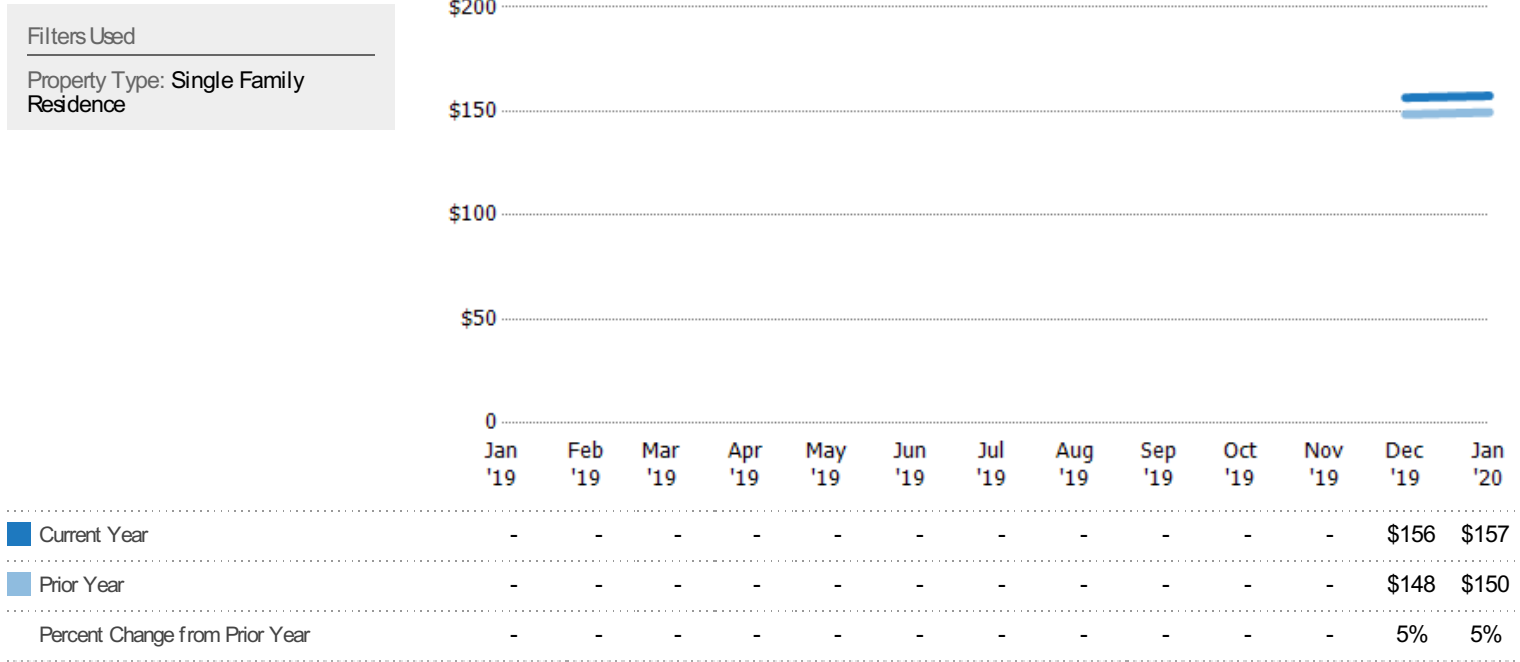 Filters Used
Property Type: Single Family
Residence
$200
$150
$100
$50
0
Jan Feb Mar Apr May Jun Jul Aug Sep Oct Nov Dec Jan
'19 '19 '19 '19 '19 '19 '19 '19 '19 '19 '19 '19 '20
Current Year - - - - - - - - - - - $156 $157
Prior Year - - - - - - - - - - - $148 $150
Percent Change from Prior Year - - - - - - - - - - - 5% 5%